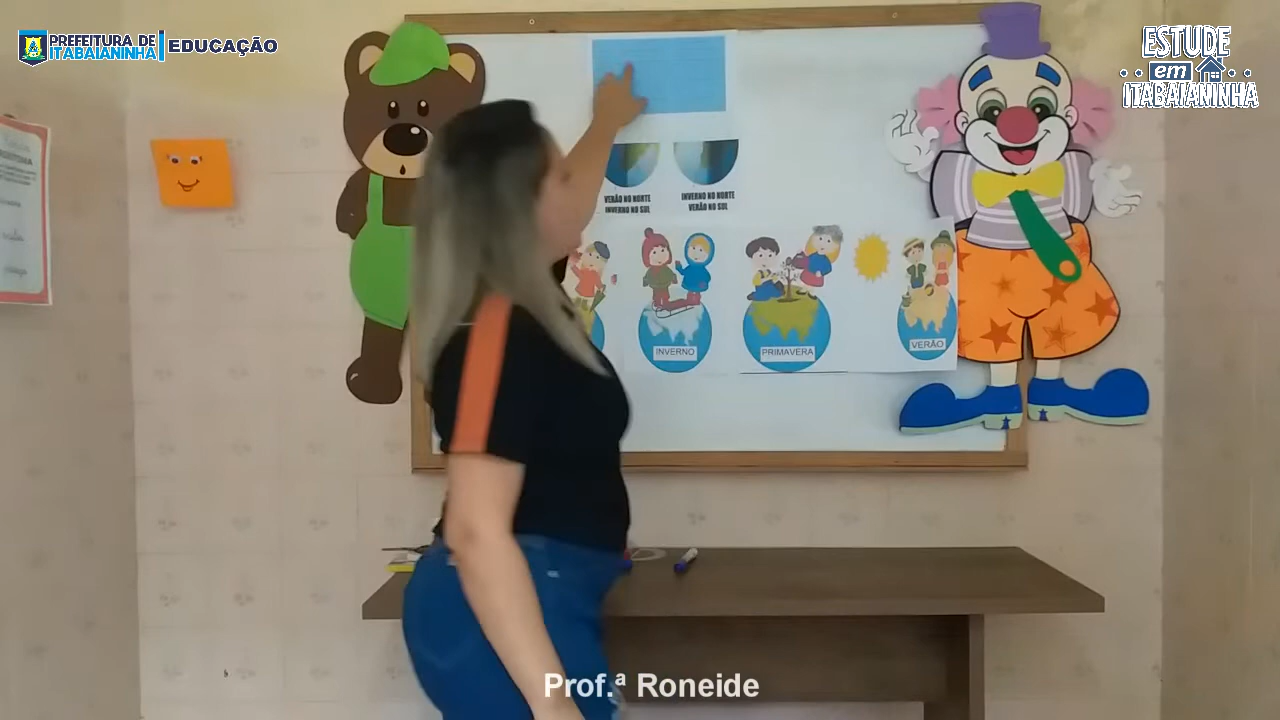 PREFEITURA DE
ITABAIANINHA
EDUCAÇÃO
ESTUDE
em
ITABAIANINHA
VERÃO NO NORTE
INVERNO NO SUL
INVERNO NO NORTE
VERÃO NO SUL
INVERNO
PRIMAVERA
VERÃO
Prof.ª Roneide